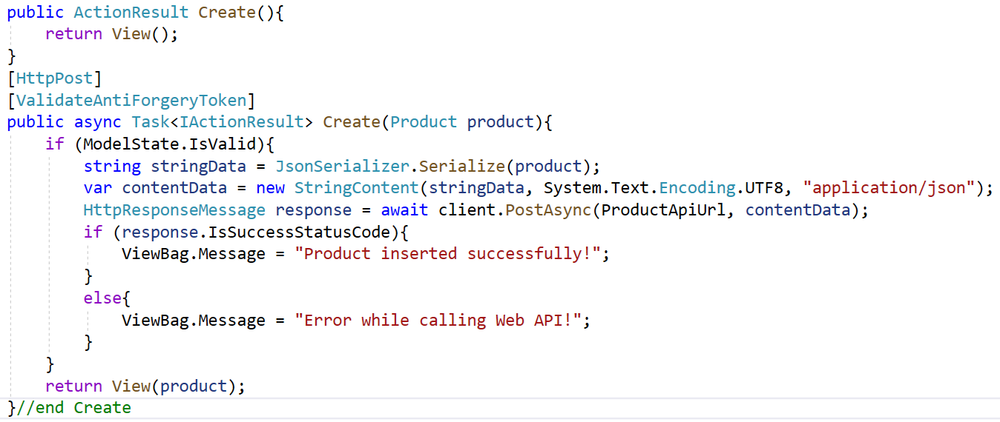 public ActionResult Create(){
    return View();
}
[HttpPost]
[ValidateAntiForgeryToken]
public async Task<IActionResult> Create(Product product){
    if (ModelState.IsValid){
        string stringData = JsonSerializer.Serialize(product);
        var contentData = new StringContent(stringData, System.Text.Encoding.UTF8, "application/json");
        HttpResponseMessage response = await client.PostAsync(ProductApiUrl, contentData);
        if (response.IsSuccessStatusCode){
            ViewBag.Message = "Product inserted successfully!";
        }
        else{
            ViewBag.Message = "Error while calling Web API!";
        }
    }
    return View(product);
}//end Create